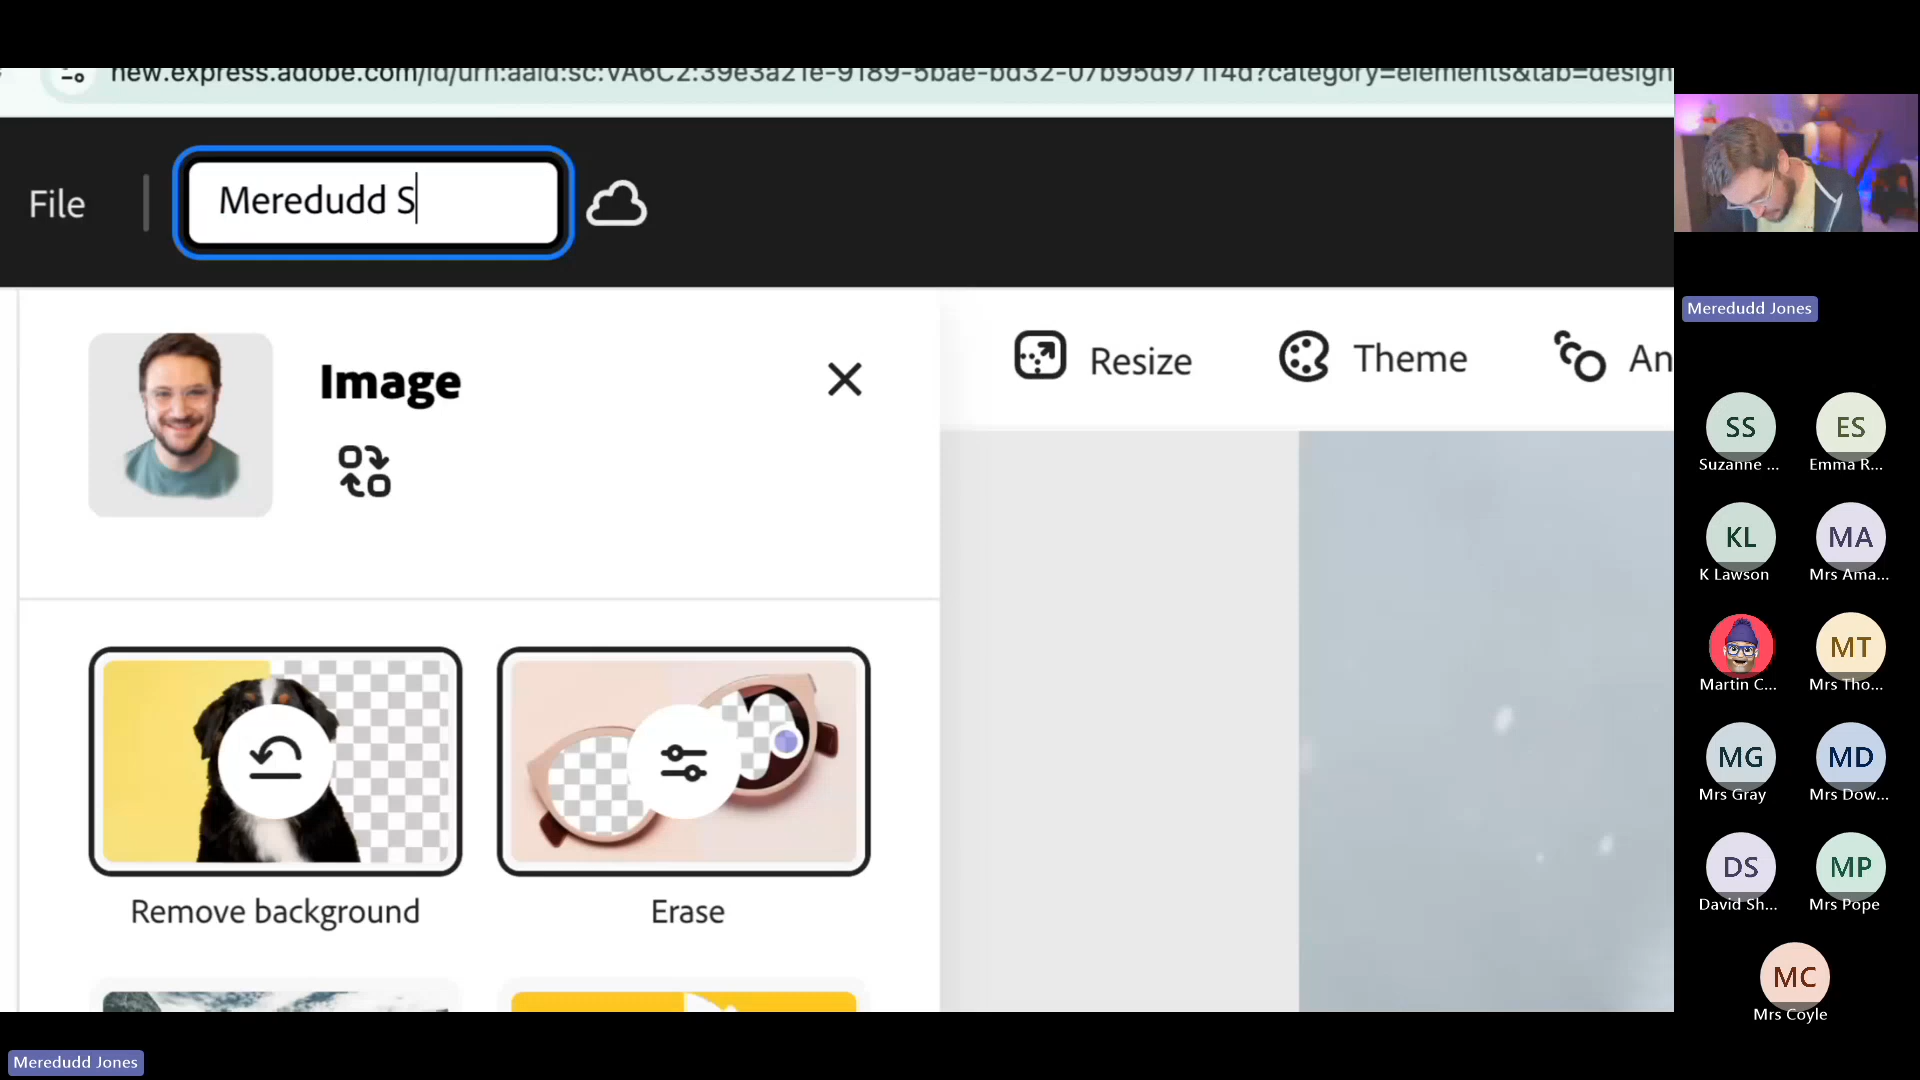 new.express.adobe.com/id/urn:aaid:sc:VA6C2:39e3a21e-9189-5bae-bd32-07b95d971f4d?category=elements&tab=design
File
Meredudd S
Image
Resize
Theme
An
Remove background
Erase
Meredudd Jones
SS
Suzanne ...
ES
Emma R...
KL
K Lawson
MA
Mrs Ama...
Martin C...
MT
Mrs Tho...
MG
Mrs Gray
MD
Mrs Dow...
DS
David Sh...
MP
Mrs Pope
MC
Mrs Coyle
Meredudd Jones